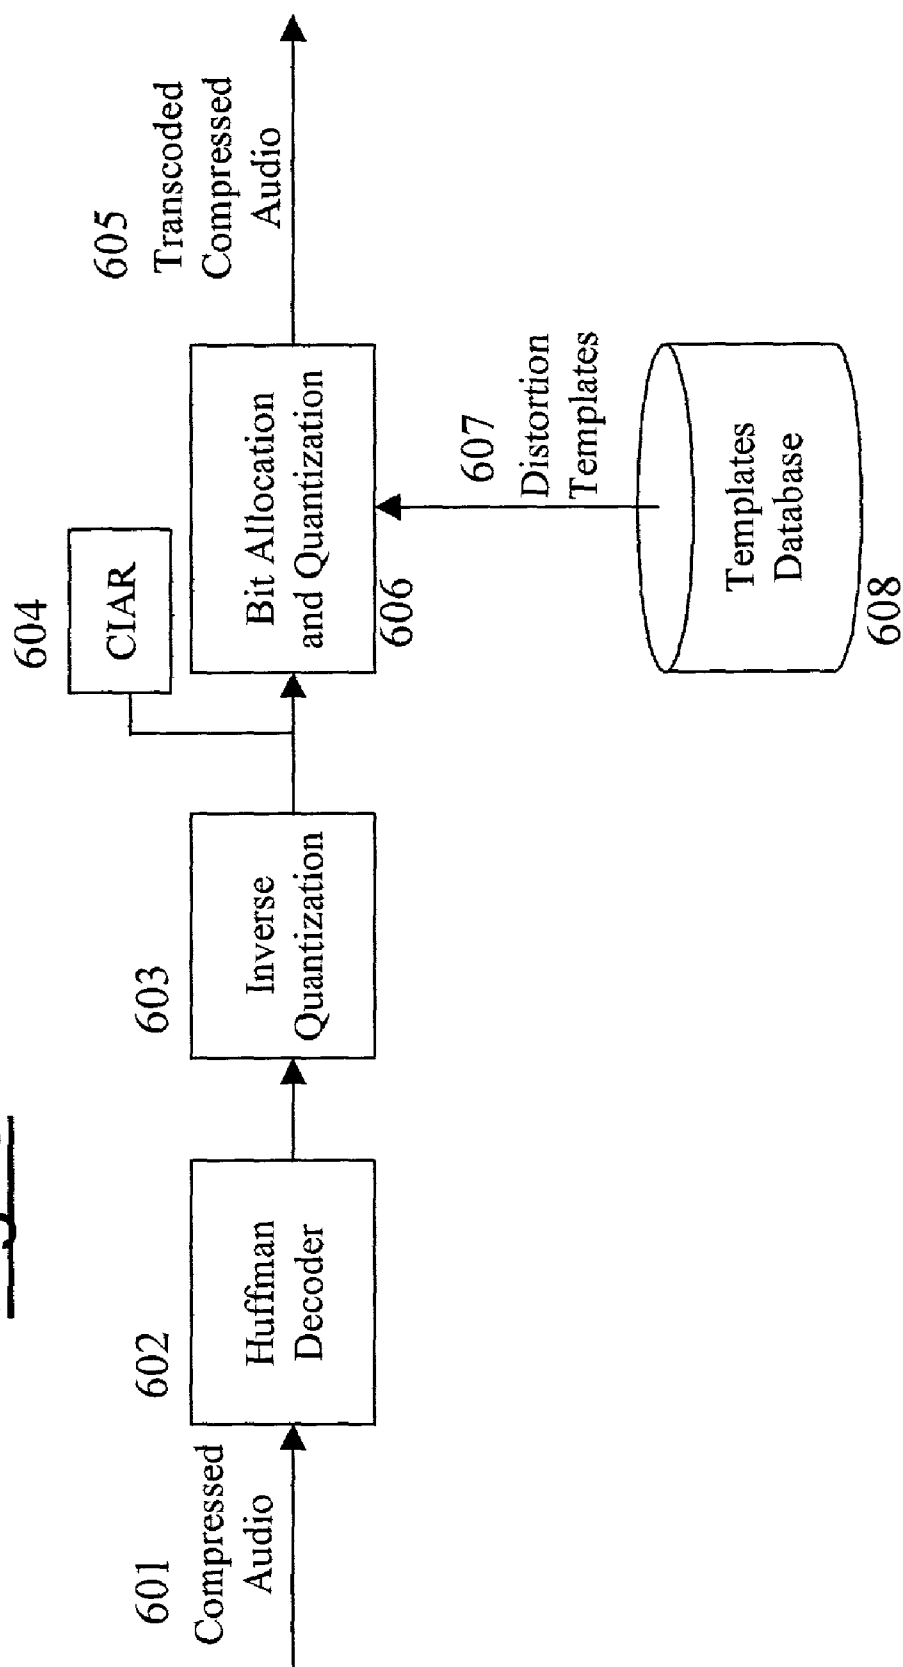 601
Compressed
Audio
602
Huffman
Decoder
603
Inverse
Quantization
604
CIAR
Bit Allocation
and Quantization
606
605
Transcoded
Compressed
Audio
607
Distortion
Templates
Templates
Database
608